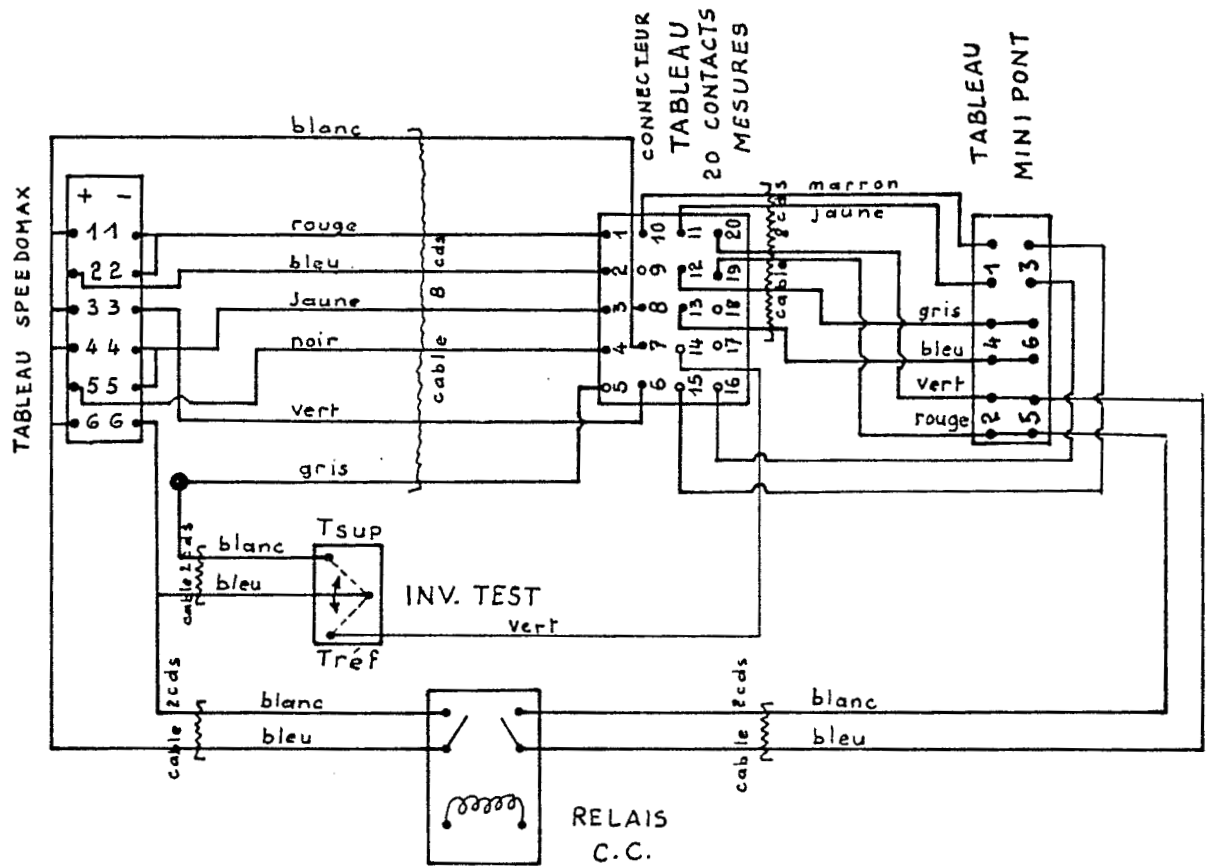 CONNECTEUR
TABLEAU
20 CONTACTS
MESURES
TABLEAU
MINI PONT
TABLEAU SPEEDOMAX
blanc
cable 8 cds
cable 8 cds
marron
jaune
+ -
1 1
2 2
3 3
4 4
5 5
6 6
rouge
bleu
Jaune
noir
vert
gris
1 10 11 20
2 9 12 19
3 8 13 18
4 7 14 17
5 6 15 16
gris
bleu
vert
rouge
1 3
4 6
2 5
cable 2 cds
blanc
bleu
Tsup
INV. TEST
Tréf
vert
cable 2 cds
blanc
bleu
cable 2 cds
blanc
bleu
RELAIS
C.C.